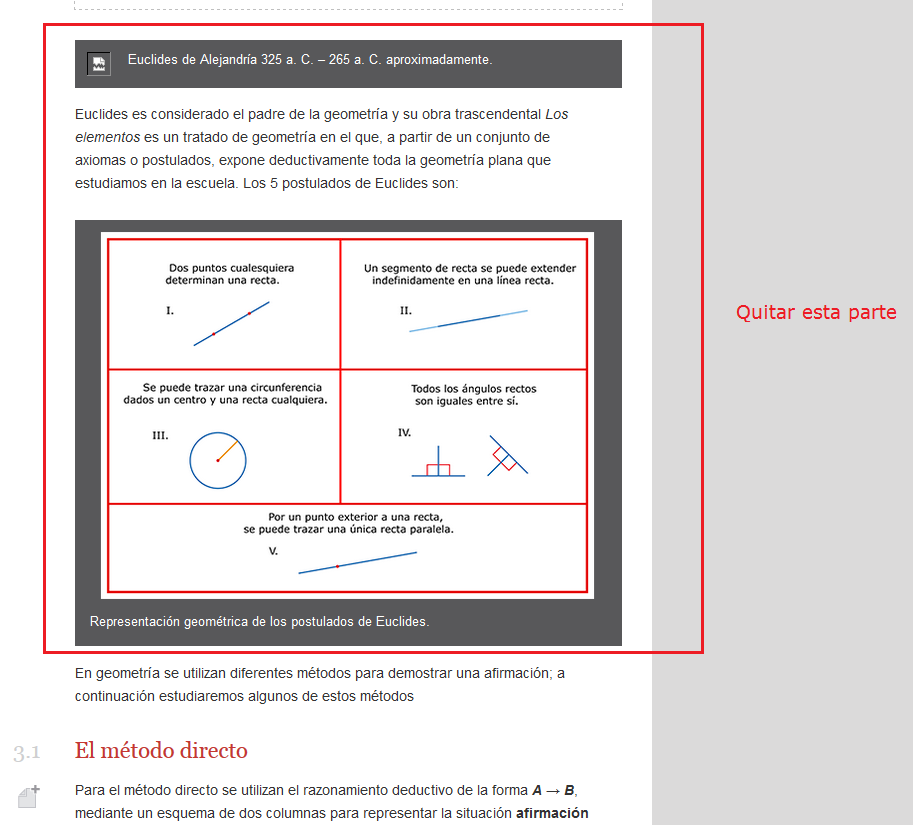 Euclides de Alejandría 325 a. C. – 265 a. C. aproximadamente.
Euclides es considerado el padre de la geometría y su obra trascendental Los
elementos es un tratado de geometría en el que, a partir de un conjunto de
axiomas o postulados, expone deductivamente toda la geometría plana que
estudiamos en la escuela. Los 5 postulados de Euclides son:
Dos puntos cualesquiera
determinan una recta.
I.
Un segmento de recta se puede extender
indefinidamente en una línea recta.
II.
Se puede trazar una circunferencia
dados un centro y una recta cualquiera.
III.
Todos los ángulos rectos
son iguales entre sí.
IV.
Por un punto exterior a una recta,
se puede trazar una única recta paralela.
V.
Representación geométrica de los postulados de Euclides.
Quitar esta parte
En geometría se utilizan diferentes métodos para demostrar una afirmación; a
continuación estudiaremos algunos de estos métodos
3.1 El método directo
Para el método directo se utilizan el razonamiento deductivo de la forma A → B,
mediante un esquema de dos columnas para representar la situación afirmación